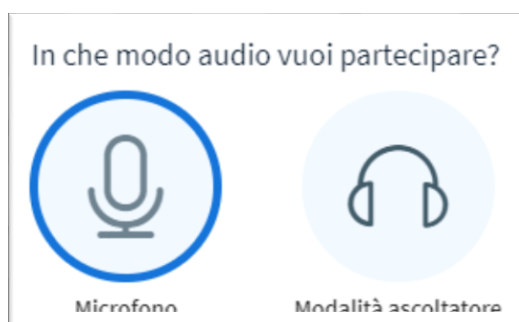 In che modo audio vuoi partecipare?
Microfono
Modalità ascoltatore